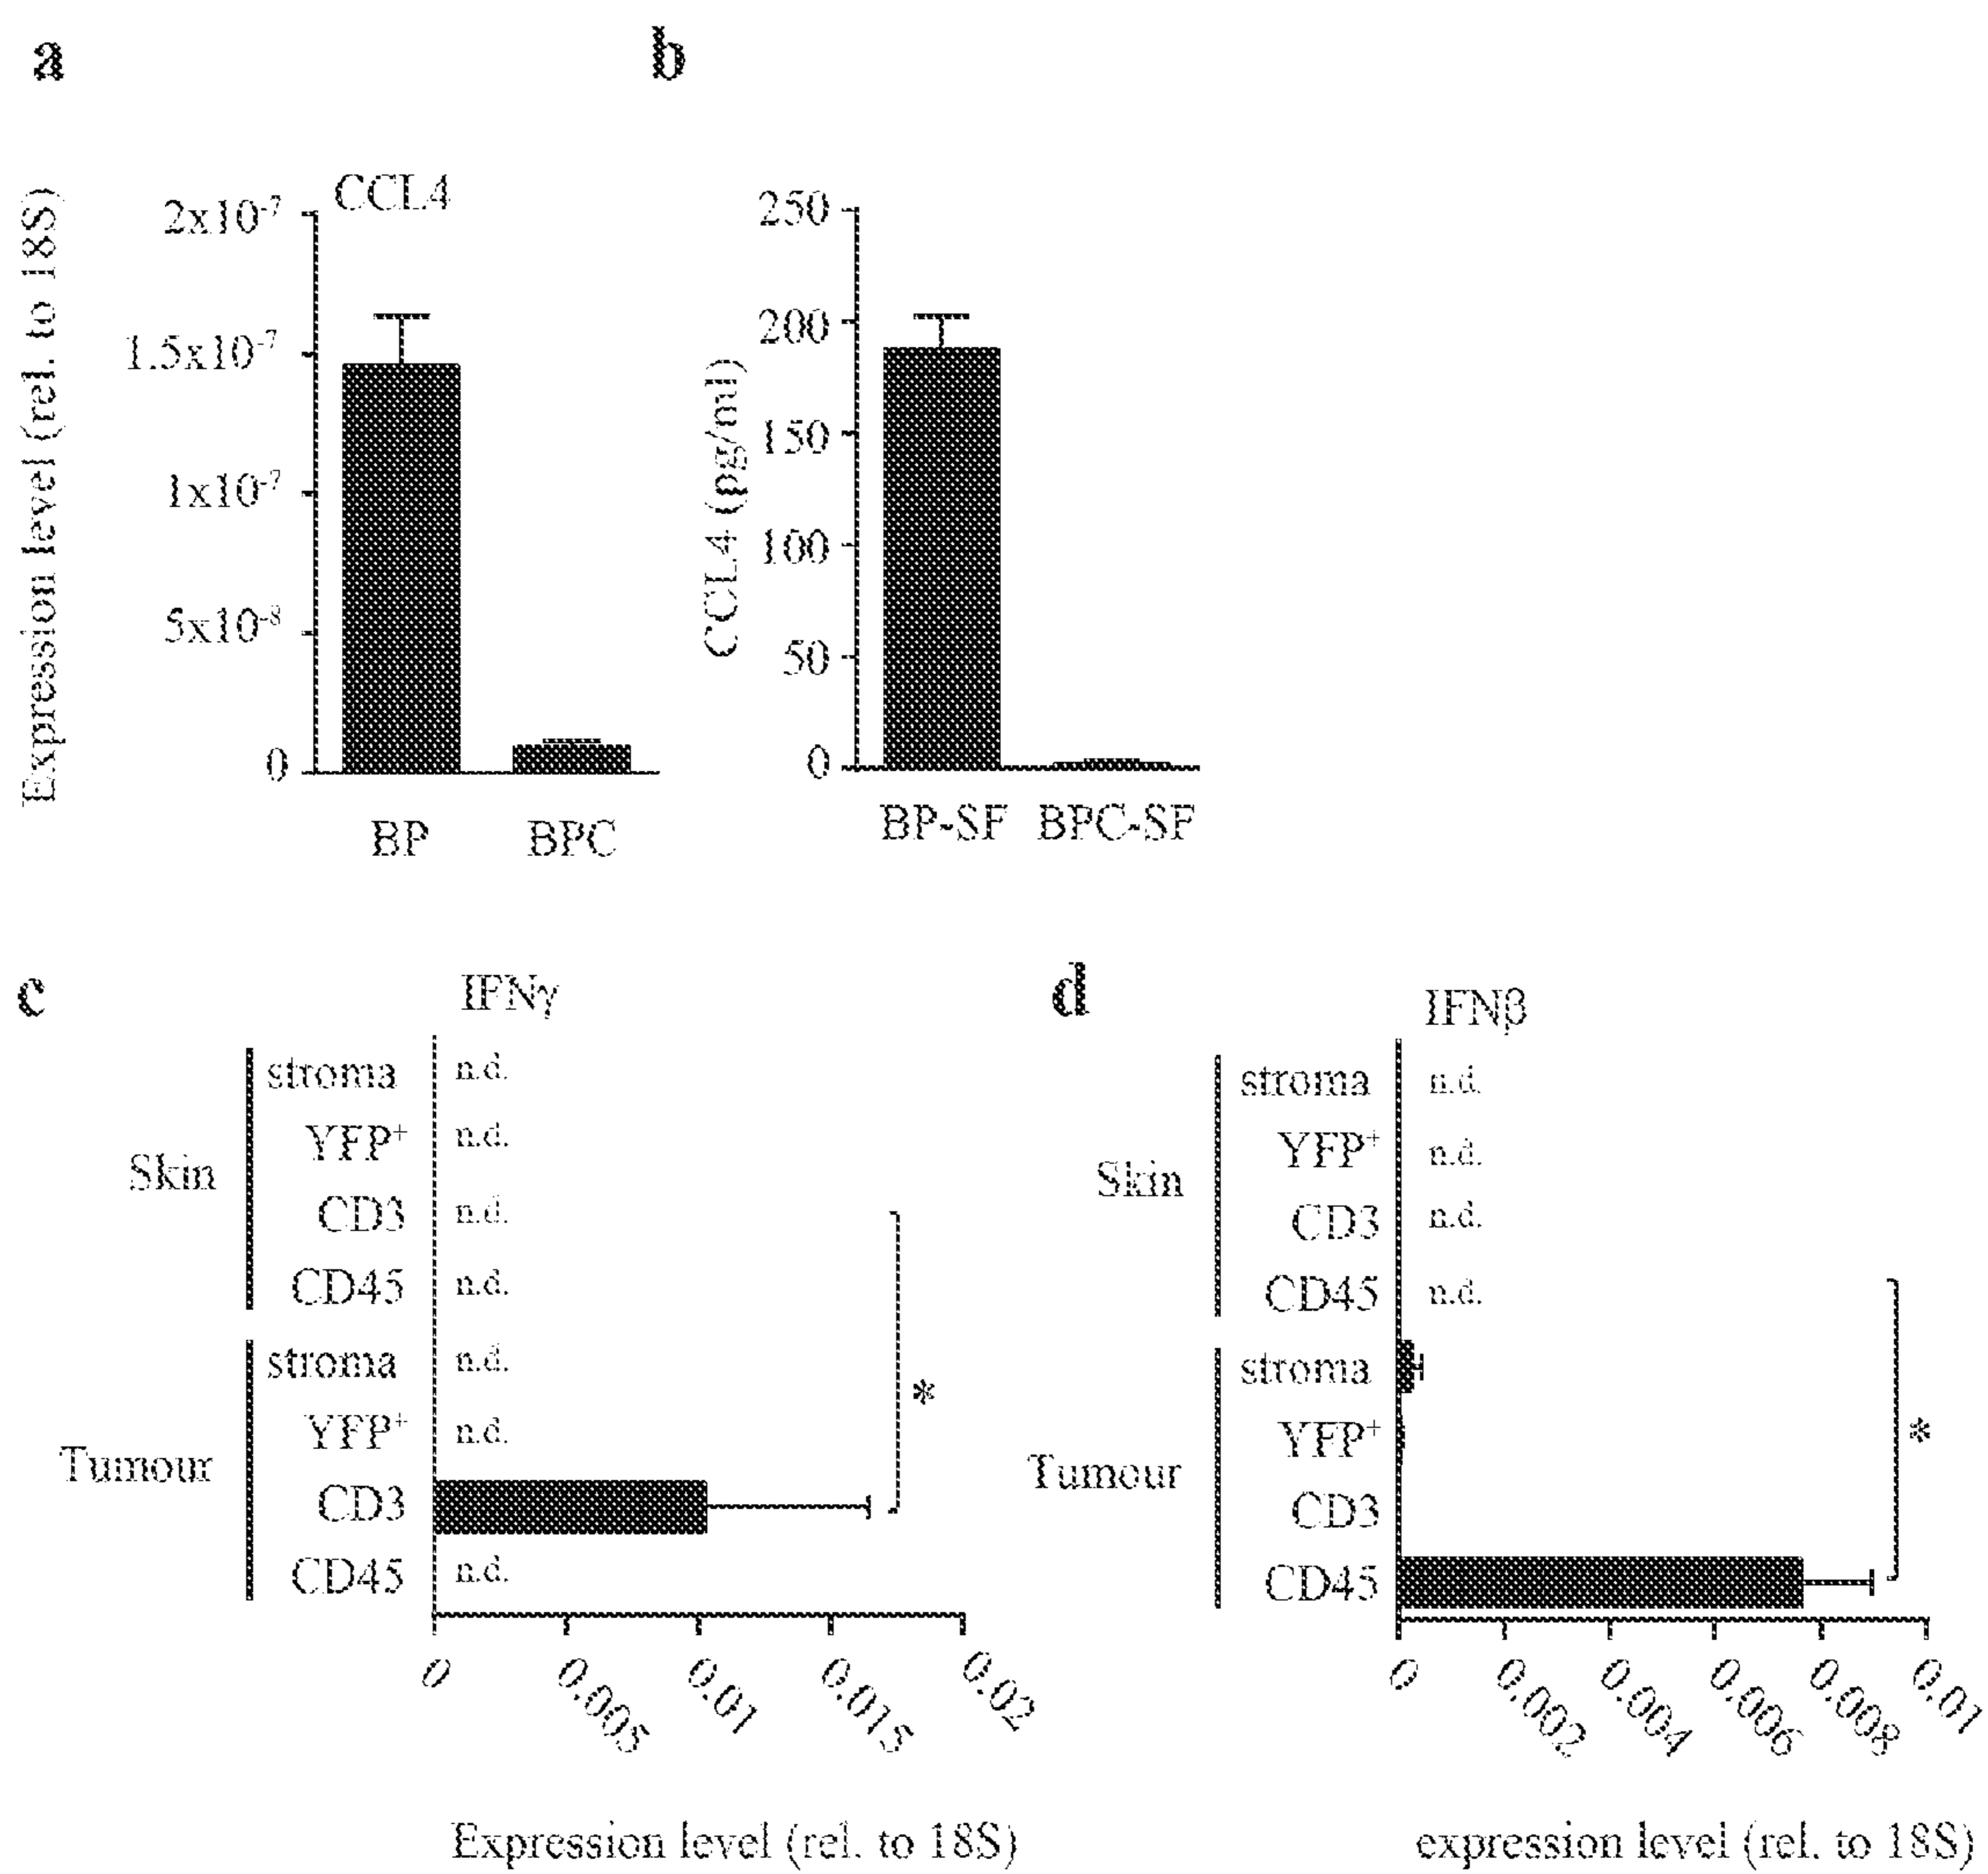 a
CCL4
Expression level (rel. to 18S)
2x10⁻⁷
1.5x10⁻⁷
1x10⁻⁷
5x10⁻⁸
0
BP BPC
b
CCL4 (pg/ml)
250
200
150
100
50
0
BP-SF BPC-SF
c
IFNγ
Skin
stroma n.d.
YFP⁺ n.d.
CD3 n.d.
CD45 n.d.
Tumour
stroma n.d.
YFP⁺ n.d.
CD3
CD45 n.d.
*
0 0.005 0.01 0.015 0.02
Expression level (rel. to 18S)
d
IFNβ
Skin
stroma n.d.
YFP⁺ n.d.
CD3 n.d.
CD45 n.d.
Tumour
stroma
YFP⁺
CD3
CD45
*
0 0.002 0.004 0.006 0.008 0.01
expression level (rel. to 18S)